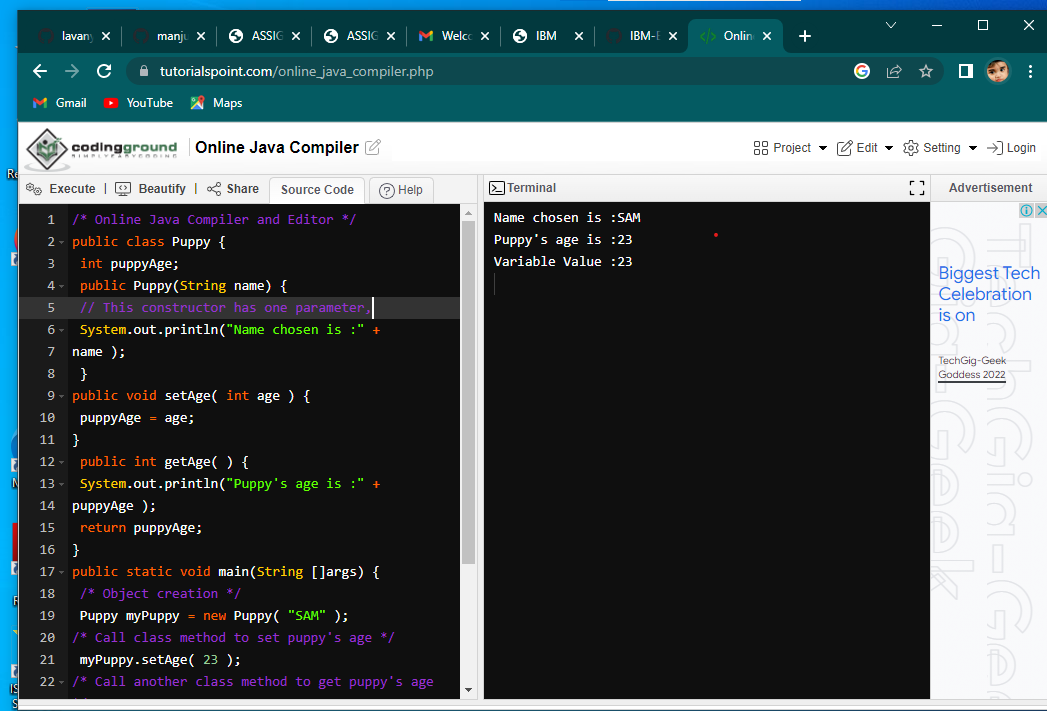 lavan
manju
ASSIG
ASSIG
Welco
IBM
IBM-E
Onlin
tutorialspoint.com/online_java_compiler.php
Gmail YouTube Maps
codingground
SIMPLYEASYCODING
Online Java Compiler
Project Edit Setting Login
Execute | Beautify | Share Source Code Help
1 /* Online Java Compiler and Editor */
2 public class Puppy {
3 int puppyAge;
4 public Puppy(String name) {
5 // This constructor has one parameter,
6 System.out.println("Name chosen is :" +
7 name );
8 }
9 public void setAge( int age ) {
10 puppyAge = age;
11 }
12 public int getAge( ) {
13 System.out.println("Puppy's age is :" +
14 puppyAge );
15 return puppyAge;
16 }
17 public static void main(String []args) {
18 /* Object creation */
19 Puppy myPuppy = new Puppy( "SAM" );
20 /* Call class method to set puppy's age */
21 myPuppy.setAge( 23 );
22 /* Call another class method to get puppy's age
Terminal
Name chosen is :SAM
Puppy's age is :23
Variable Value :23
Advertisement
Biggest Tech
Celebration
is on
TechGig-Geek
Goddess 2022